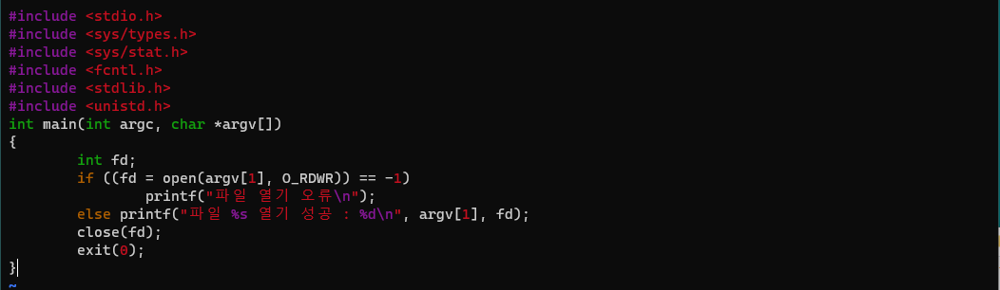 #include <stdio.h>
#include <sys/types.h>
#include <sys/stat.h>
#include <fcntl.h>
#include <stdlib.h>
#include <unistd.h>
int main(int argc, char *argv[])
{
        int fd;
        if ((fd = open(argv[1], O_RDWR)) == -1)
                printf("파일 열기 오류\n");
        else printf("파일 %s 열기 성공 : %d\n", argv[1], fd);
        close(fd);
        exit(0);
}
~